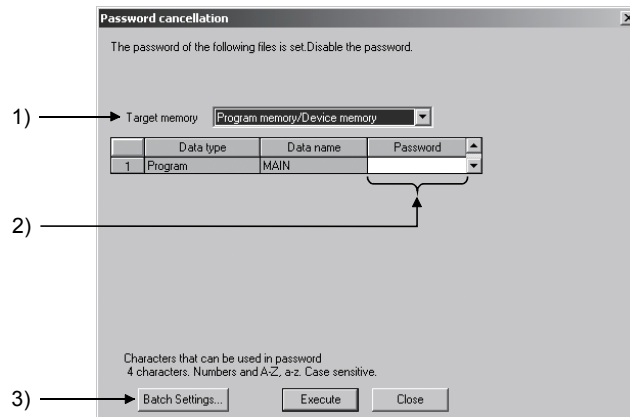 Password cancellation
The password of the following files is set.Disable the password.
1) Target memory Program memory/Device memory
Data type Data name Password
1 Program MAIN
2)
Characters that can be used in password
4 characters. Numbers and A-Z, a-z. Case sensitive.
3) Batch Settings... Execute Close